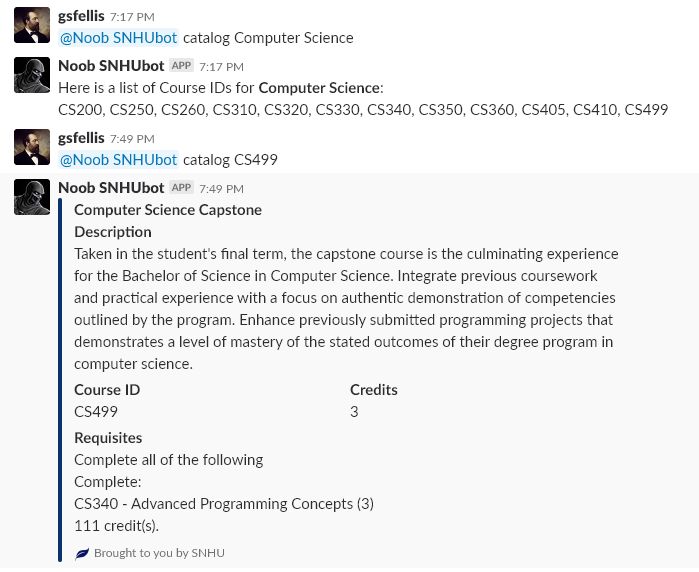 gsfellis 7:17 PM
@Noob SNHUbot catalog Computer Science
Noob SNHUbot APP 7:17 PM
Here is a list of Course IDs for Computer Science:
CS200, CS250, CS260, CS310, CS320, CS330, CS340, CS350, CS360, CS405, CS410, CS499
gsfellis 7:49 PM
@Noob SNHUbot catalog CS499
Noob SNHUbot APP 7:49 PM
Computer Science Capstone
Description
Taken in the student's final term, the capstone course is the culminating experience
for the Bachelor of Science in Computer Science. Integrate previous coursework
and practical experience with a focus on authentic demonstration of competencies
outlined by the program. Enhance previously submitted programming projects that
demonstrates a level of mastery of the stated outcomes of their degree program in
computer science.
Course ID Credits
CS499 3
Requisites
Complete all of the following
Complete:
CS340 - Advanced Programming Concepts (3)
111 credit(s).
Brought to you by SNHU